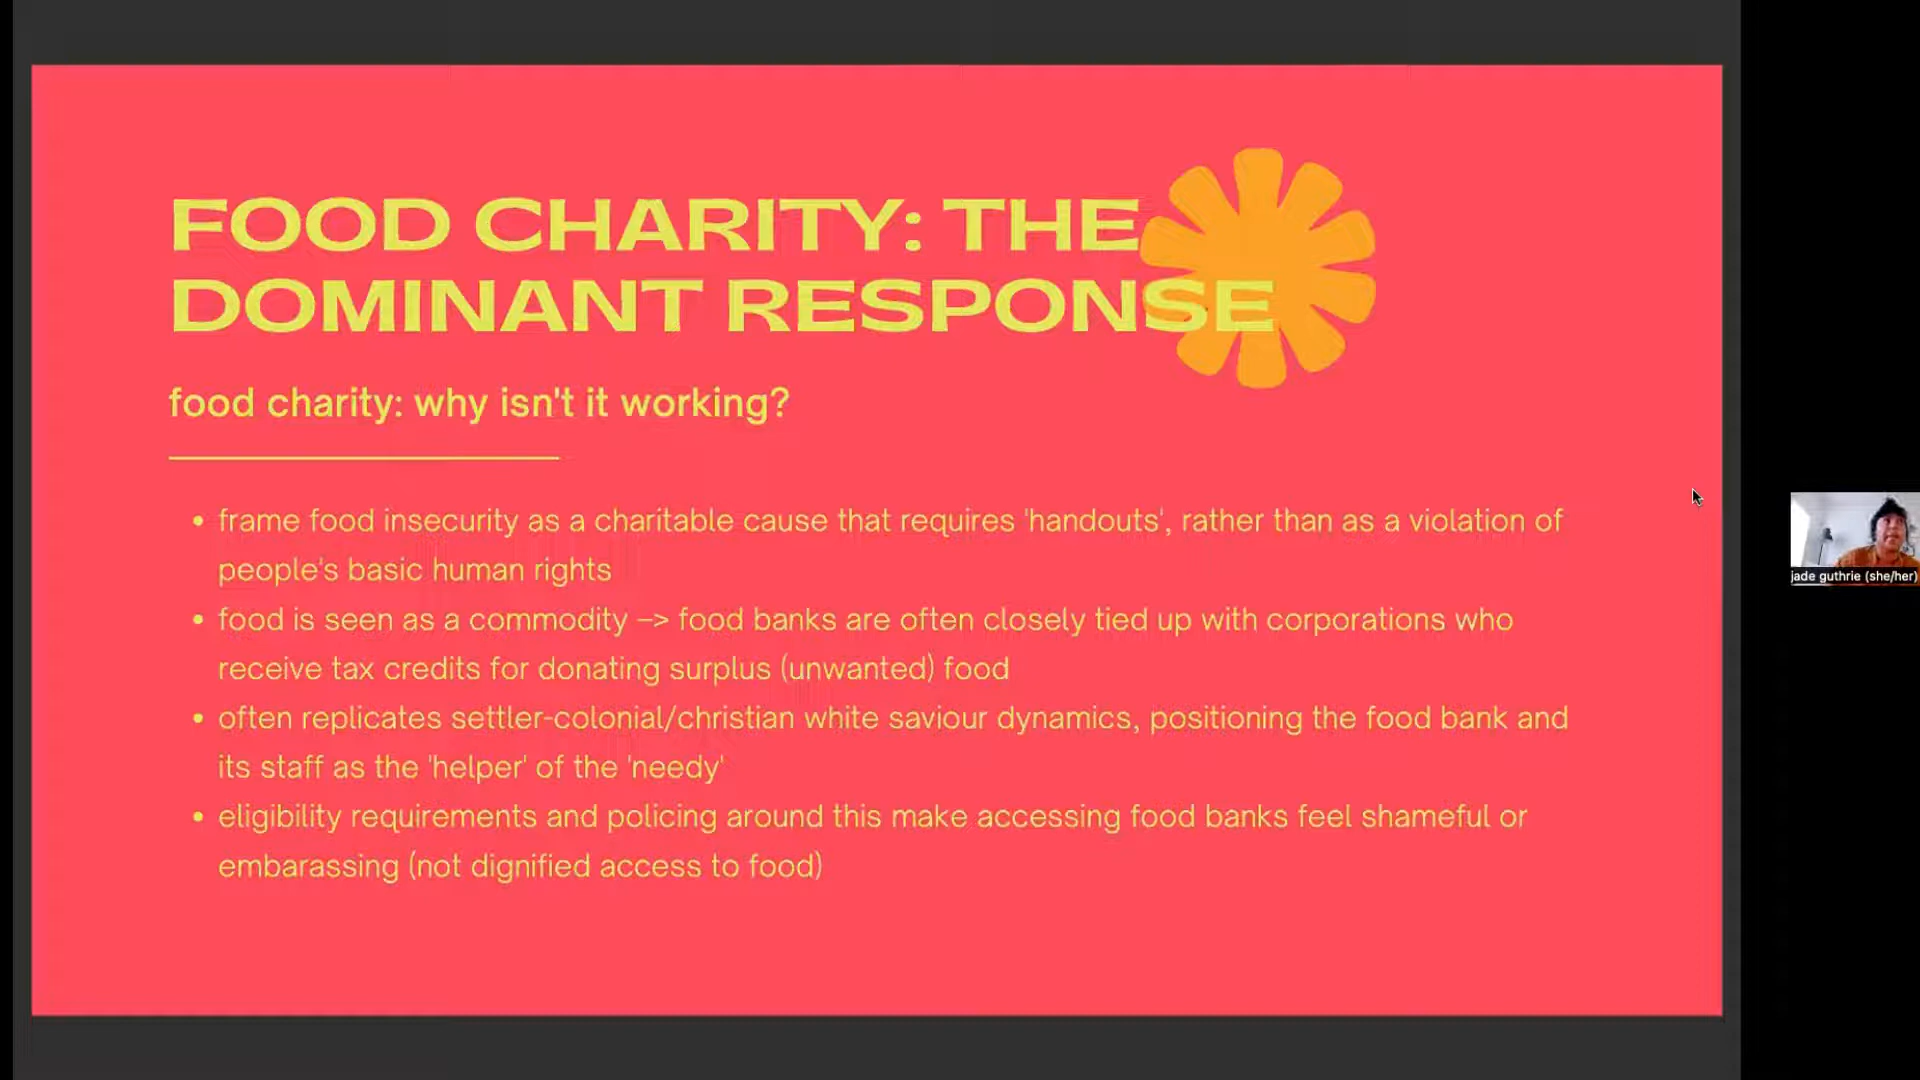 FOOD CHARITY: THE
DOMINANT RESPONSE
food charity: why isn't it working?
• frame food insecurity as a charitable cause that requires 'handouts', rather than as a violation of
people's basic human rights
• food is seen as a commodity –> food banks are often closely tied up with corporations who
receive tax credits for donating surplus (unwanted) food
• often replicates settler-colonial/christian white saviour dynamics, positioning the food bank and
its staff as the 'helper' of the 'needy'
• eligibility requirements and policing around this make accessing food banks feel shameful or
embarassing (not dignified access to food)
jade guthrie (she/her)